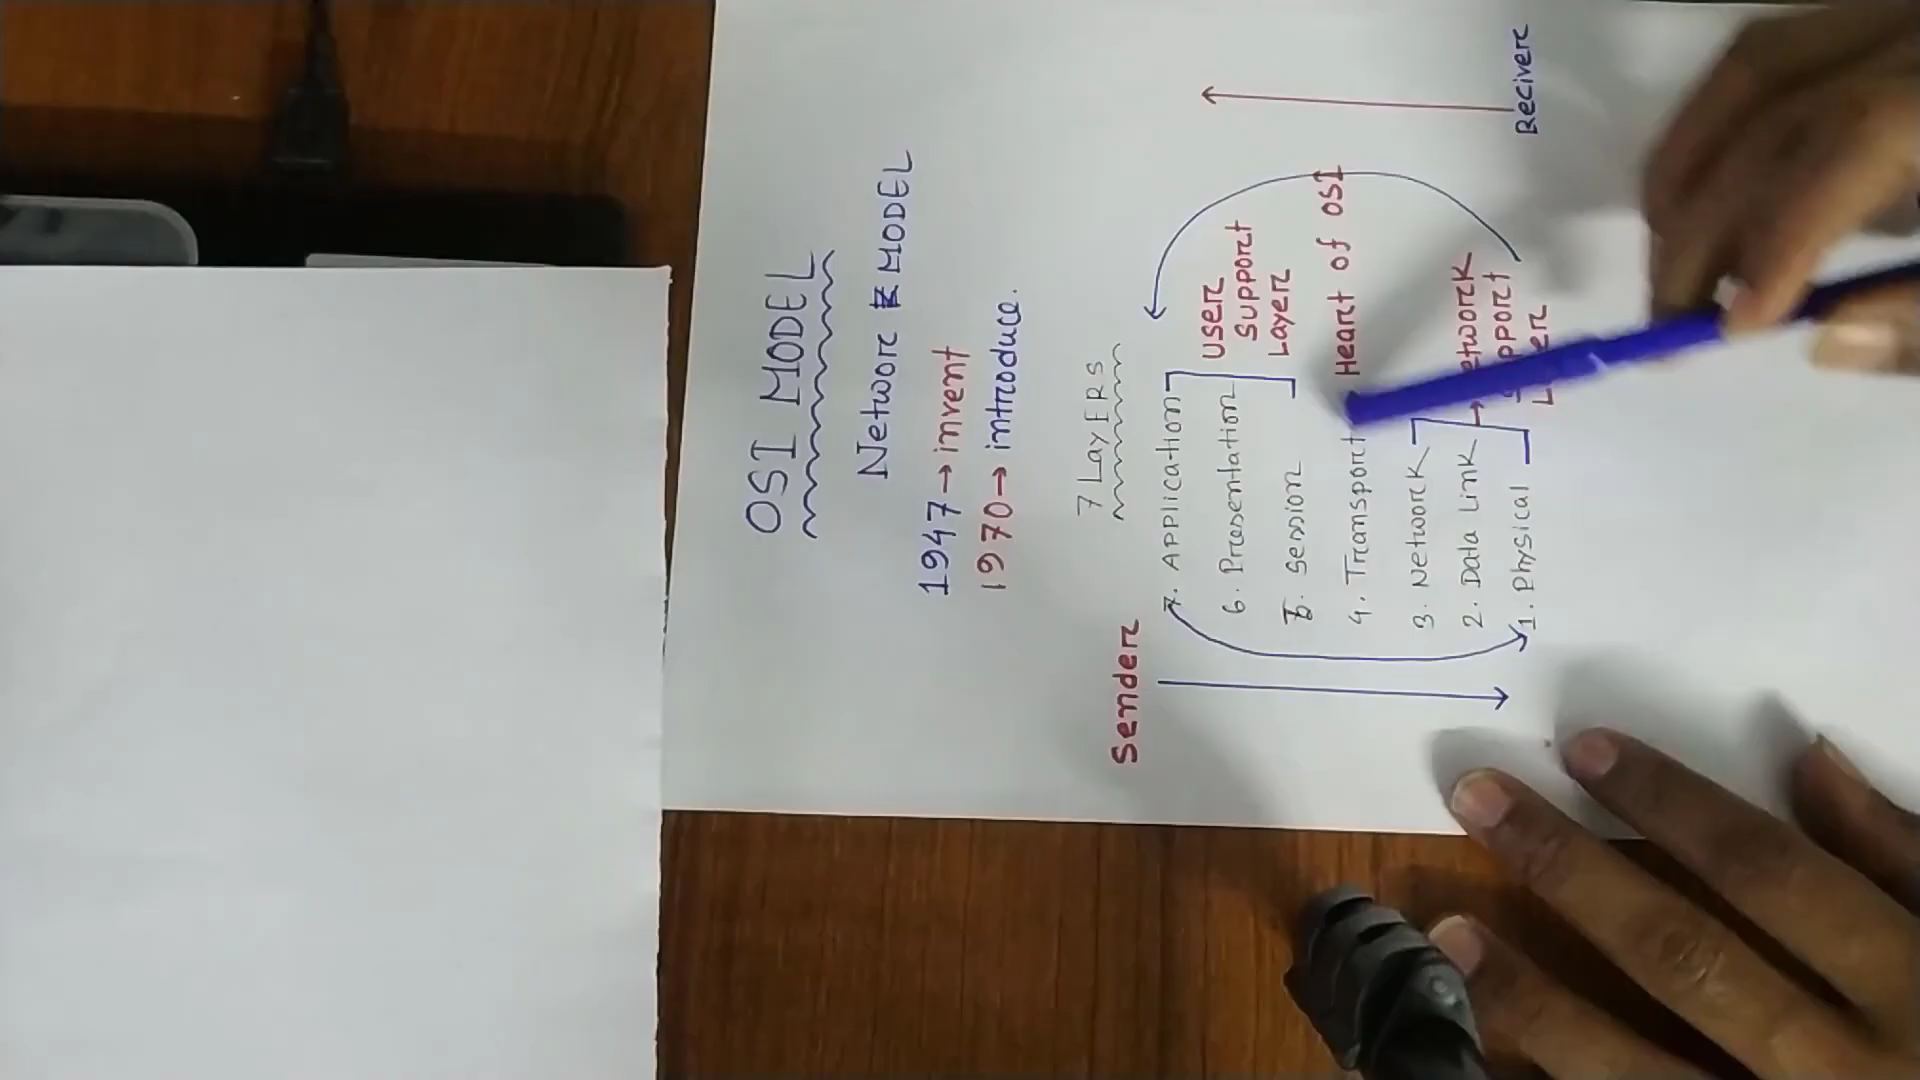 OSI MODEL
Network MODEL
1947 → invent
1970 → introduce.
7 LayERS
Sender
7. Application
6. Presentation
5. Session
4. Transport
3. Network
2. Data Link
1. Physical
User
Support
Layer
Heart of OSI
Reciver